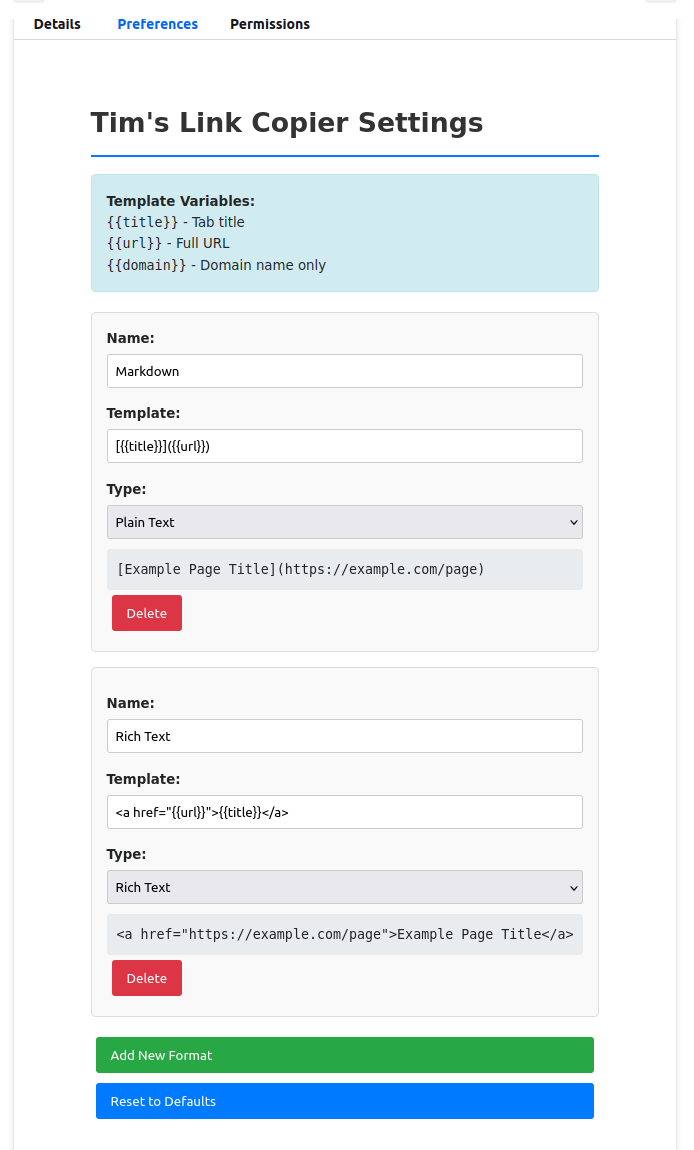 Details Preferences Permissions
Tim's Link Copier Settings
Template Variables:
{{title}} - Tab title
{{url}} - Full URL
{{domain}} - Domain name only
Name:
Markdown
Template:
[{{title}}]({{url}})
Type:
Plain Text
[Example Page Title](https://example.com/page)
Delete
Name:
Rich Text
Template:
<a href="{{url}}">{{title}}</a>
Type:
Rich Text
<a href="https://example.com/page">Example Page Title</a>
Delete
Add New Format
Reset to Defaults